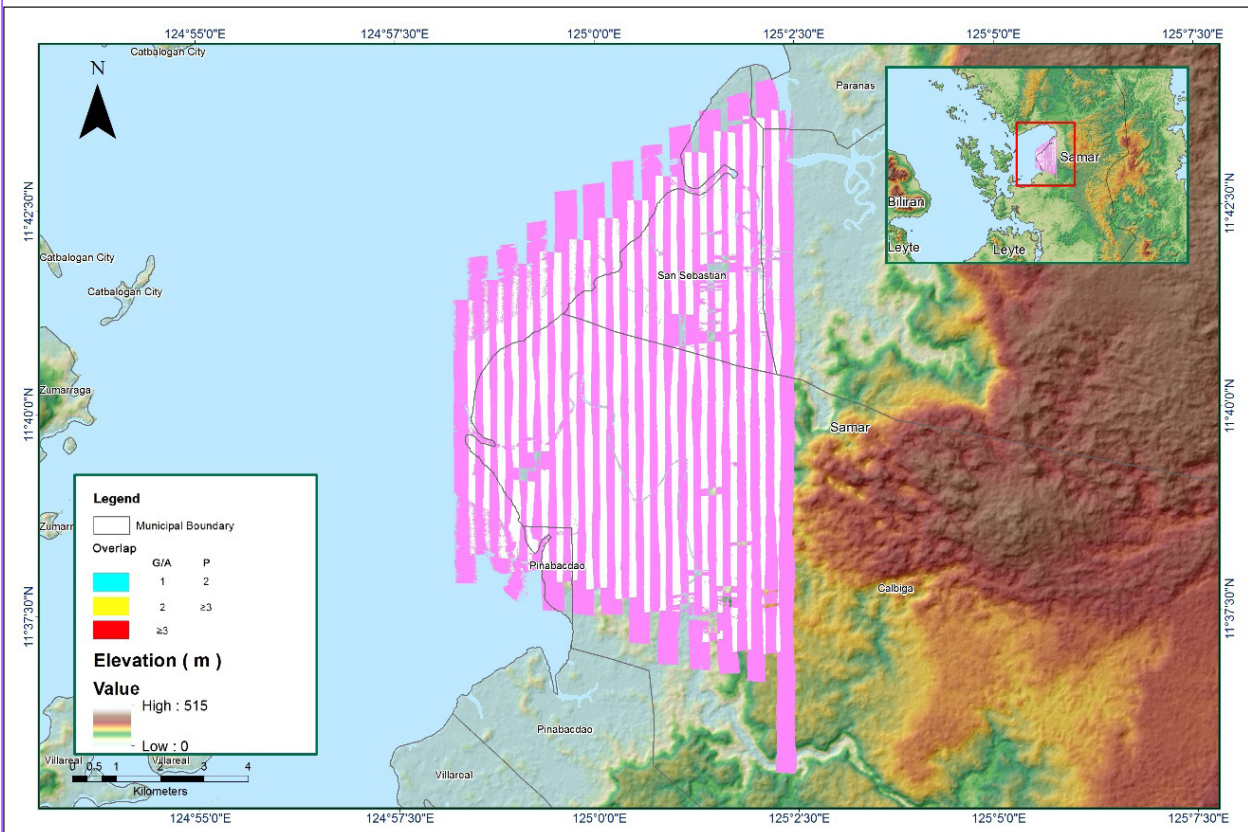 124°55'0"E 124°57'30"E 125°0'0"E 125°2'30"E 125°5'0"E 125°7'30"E
Catbalogan City
N
Paranas
Samar
Biliran
Leyte
Leyte
11°42'30"N
11°42'30"N
Catbalogan City
San Sebastian
Catbalogan City
Zumarraga
11°40'0"N
11°40'0"N
Samar
Zumarr
Legend
Municipal Boundary
Overlap
G/A P
1 2
2 ≥3
≥3
Elevation ( m )
Value
High : 515
Low : 0
Pinabacdao
Calbiga
11°37'30"N
11°37'30"N
Pinabacdao
Villareal
Villareal
Villareal
0 0.5 1 2 3 4
Kilometers
124°55'0"E 124°57'30"E 125°0'0"E 125°2'30"E 125°5'0"E 125°7'30"E